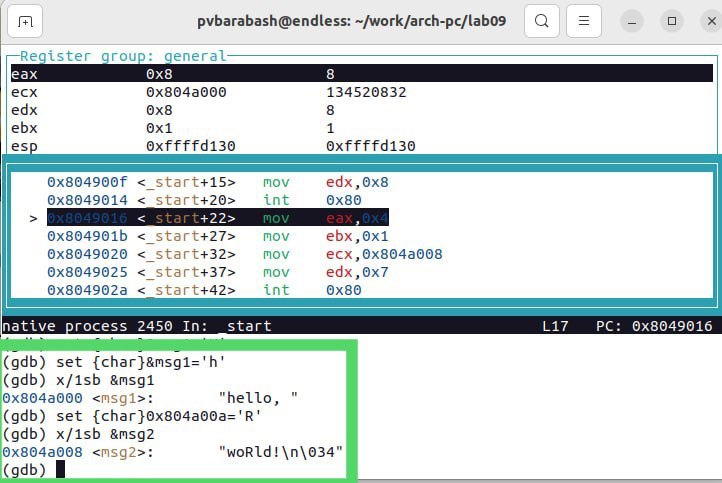 pvbarabash@endless: ~/work/arch-pc/lab09
Register group: general
eax 0x8 8
ecx 0x804a000 134520832
edx 0x8 8
ebx 0x1 1
esp 0xffffd130 0xffffd130
0x804900f <_start+15> mov edx,0x8
0x8049014 <_start+20> int 0x80
> 0x8049016 <_start+22> mov eax,0x4
0x804901b <_start+27> mov ebx,0x1
0x8049020 <_start+32> mov ecx,0x804a008
0x8049025 <_start+37> mov edx,0x7
0x804902a <_start+42> int 0x80
native process 2450 In: _start L17 PC: 0x8049016
(gdb) set {char}&msg1='h'
(gdb) x/1sb &msg1
0x804a000 <msg1>: "hello, "
(gdb) set {char}0x804a00a='R'
(gdb) x/1sb &msg2
0x804a008 <msg2>: "woRld!\n\034"
(gdb)